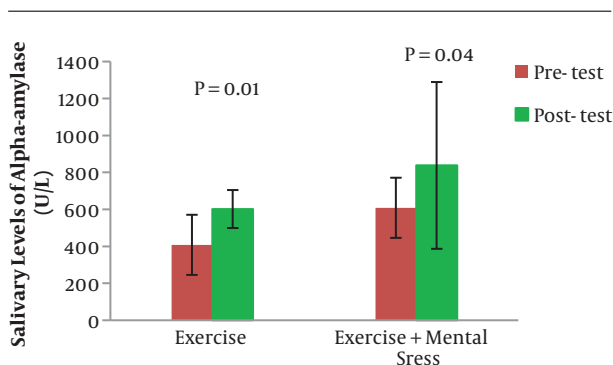 Salivary Levels of Alpha-amylase
(U/L)
1400
1200
1000
800
600
400
200
0
P = 0.01
P = 0.04
Pre- test
Post- test
Exercise
Exercise + Mental
Sress